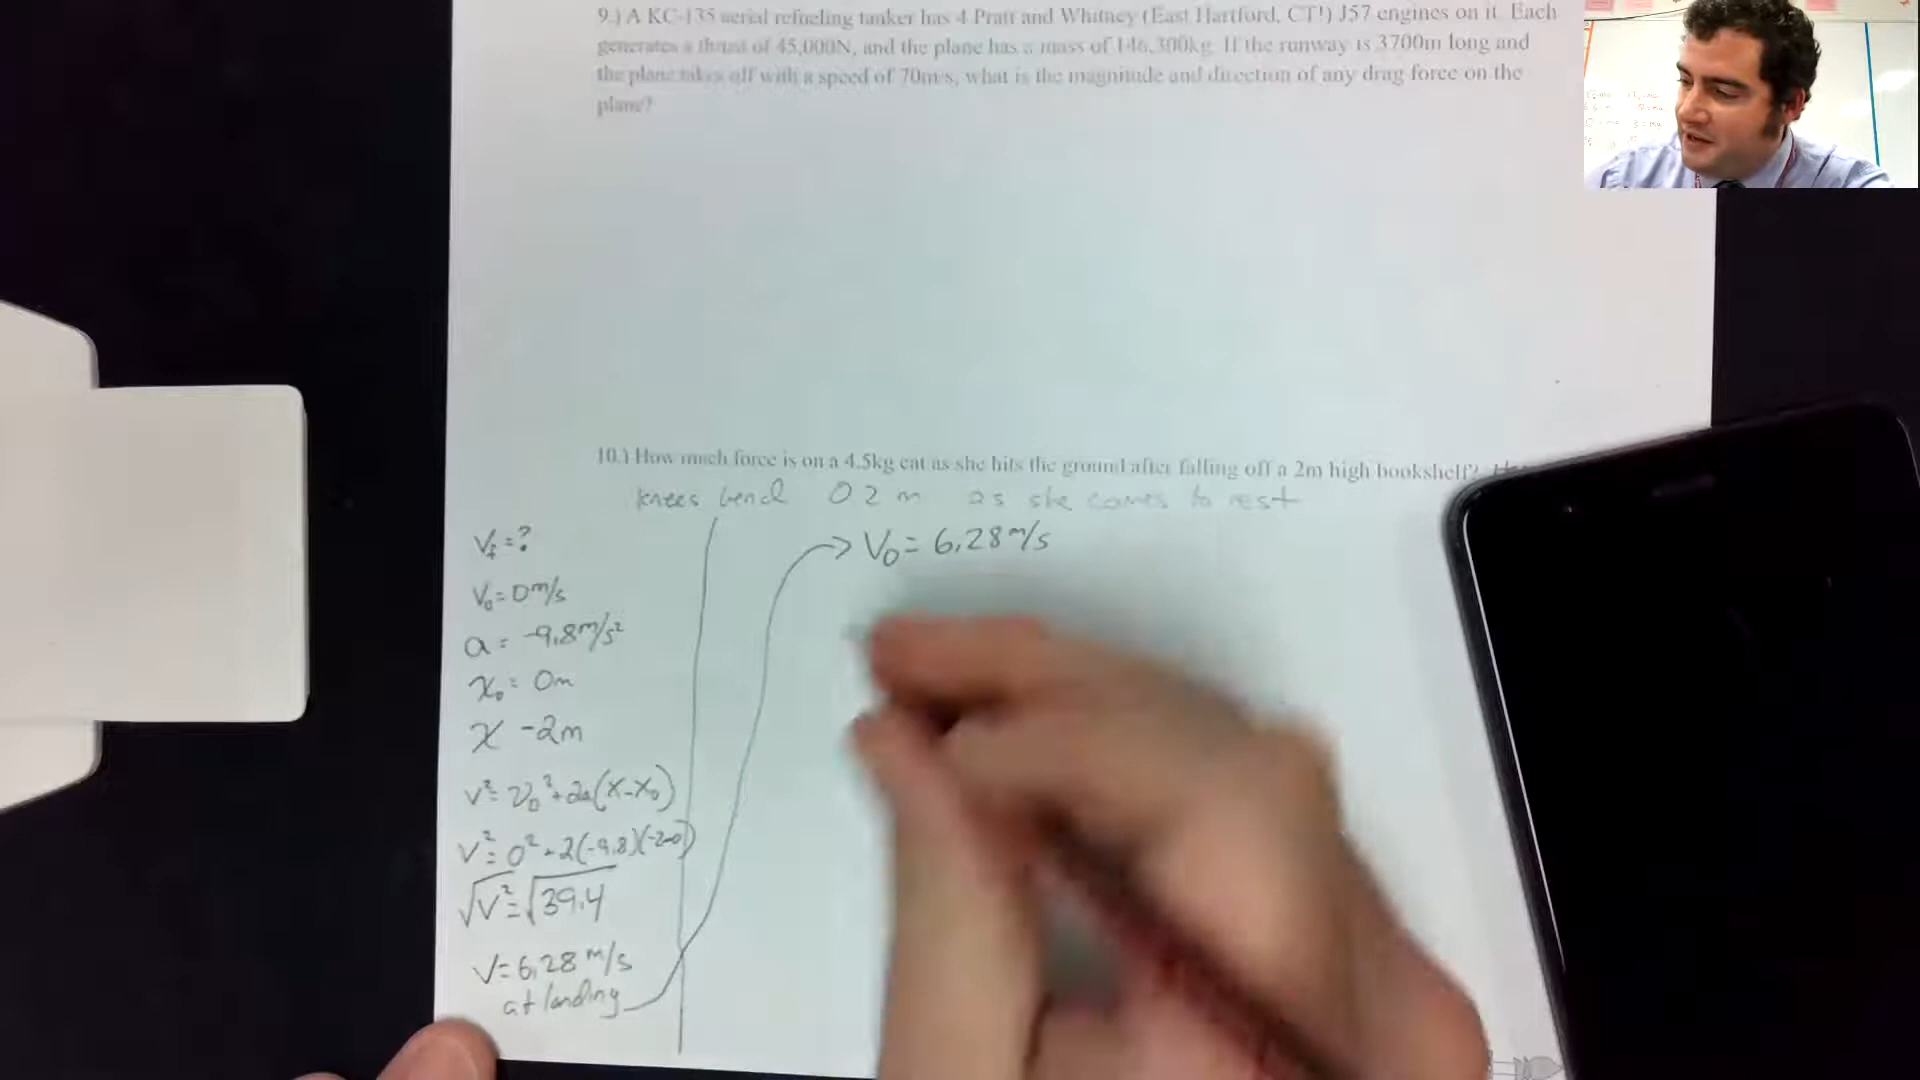 9.) A KC-135 aerial refueling tanker has 4 Pratt and Whitney (East Hartford, CT!) J57 engines on it. Each
generates a thrust of 45,000N, and the plane has a mass of 146,300kg. If the runway is 3700m long and
the plane takes off with a speed of 70m/s, what is the magnitude and direction of any drag force on the
plane?
10.) How much force is on a 4.5kg cat as she hits the ground after falling off a 2m high bookshelf?
knees bend 0.2 m as she comes to rest
V_f = ?
V₀ = 0 m/s
a = -9.8 m/s²
x₀ = 0m
x -2m
v² = v₀² + 2a(x-x₀)
v² = 0² + 2(-9.8)(-2-0)
√v² = √39.4
V = 6.28 m/s
at landing
V₀ = 6.28 m/s